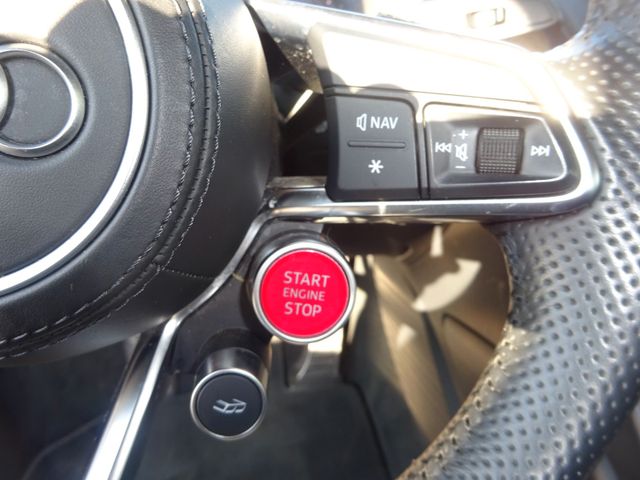 NAV
*
+
-
START
ENGINE
STOP